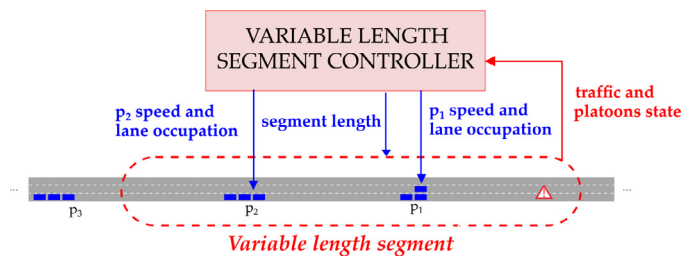 VARIABLE LENGTH
SEGMENT CONTROLLER
p₂ speed and
lane occupation
segment length
p₁ speed and
lane occupation
traffic and
platoons state
...
...
p₃
p₂
p₁
Variable length segment